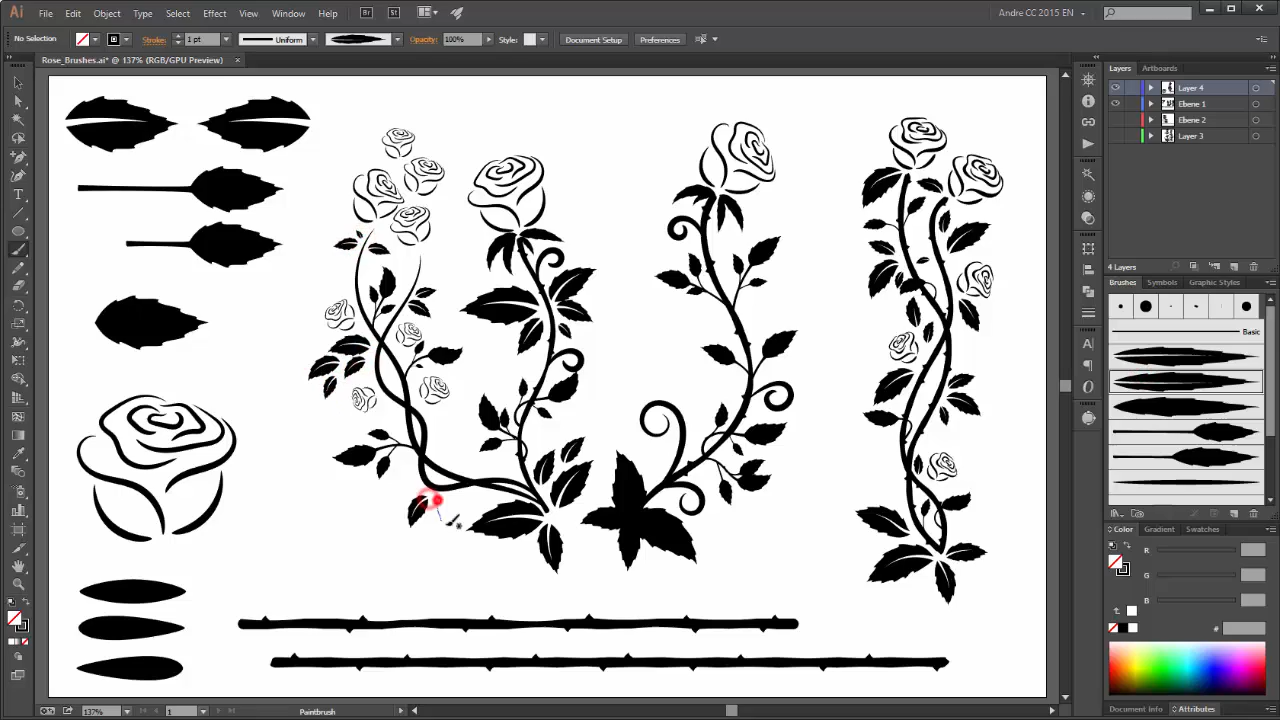 Ai File Edit Object Type Select Effect View Window Help Br St Andre CC 2015 EN
No Selection Stroke: 1 pt Uniform Opacity: 100% Style: Document Setup Preferences
Rose_Brushes.ai* @ 137% (RGB/GPU Preview) ×
Layers Artboards
Layer 4
Ebene 1
Ebene 2
Layer 3
4 Layers
Brushes Symbols Graphic Styles
Basic
Color Gradient Swatches
R
G
B
#
137% 1 Paintbrush
Document Info Attributes